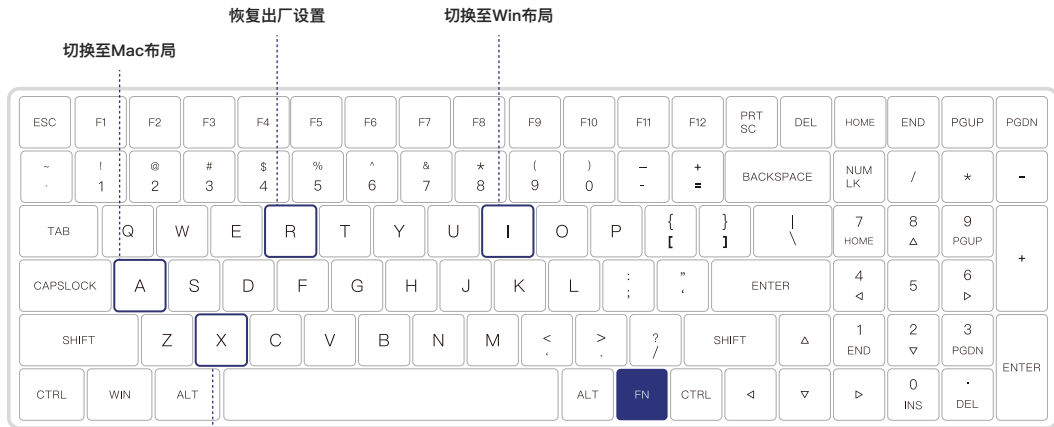 恢复出厂设置
切换至Win布局
切换至Mac布局
ESC F1 F2 F3 F4 F5 F6 F7 F8 F9 F10 F11 F12 PRT SC DEL HOME END PGUP PGDN
~ · ! 1 @ 2 # 3 $ 4 % 5 ^ 6 & 7 * 8 ( 9 ) 0 — - + = BACKSPACE NUM LK / * -
TAB Q W E R T Y U I O P { [ } ] | \ 7 HOME 8 △ 9 PGUP +
CAPSLOCK A S D F G H J K L : ; ” ‘ ENTER 4 ◁ 5 6 ▷
SHIFT Z X C V B N M < ‘ > . ? / SHIFT △ 1 END 2 ▽ 3 PGDN ENTER
CTRL WIN ALT ALT FN CTRL ◁ ▽ ▷ 0 INS · DEL